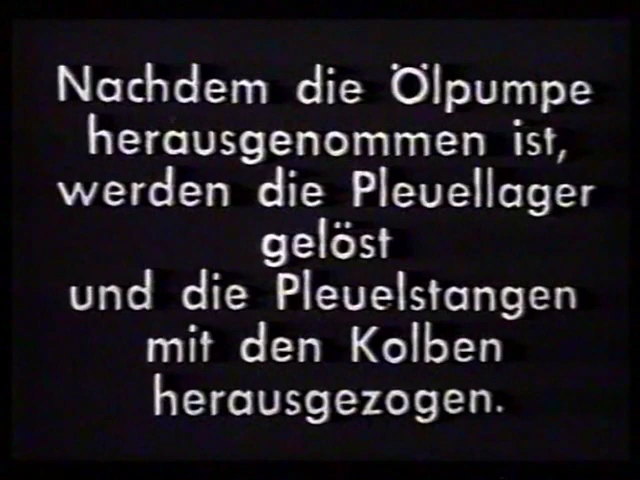 Nachdem die Ölpumpe
herausgenommen ist,
werden die Pleuellager
gelöst
und die Pleuelstangen
mit den Kolben
herausgezogen.